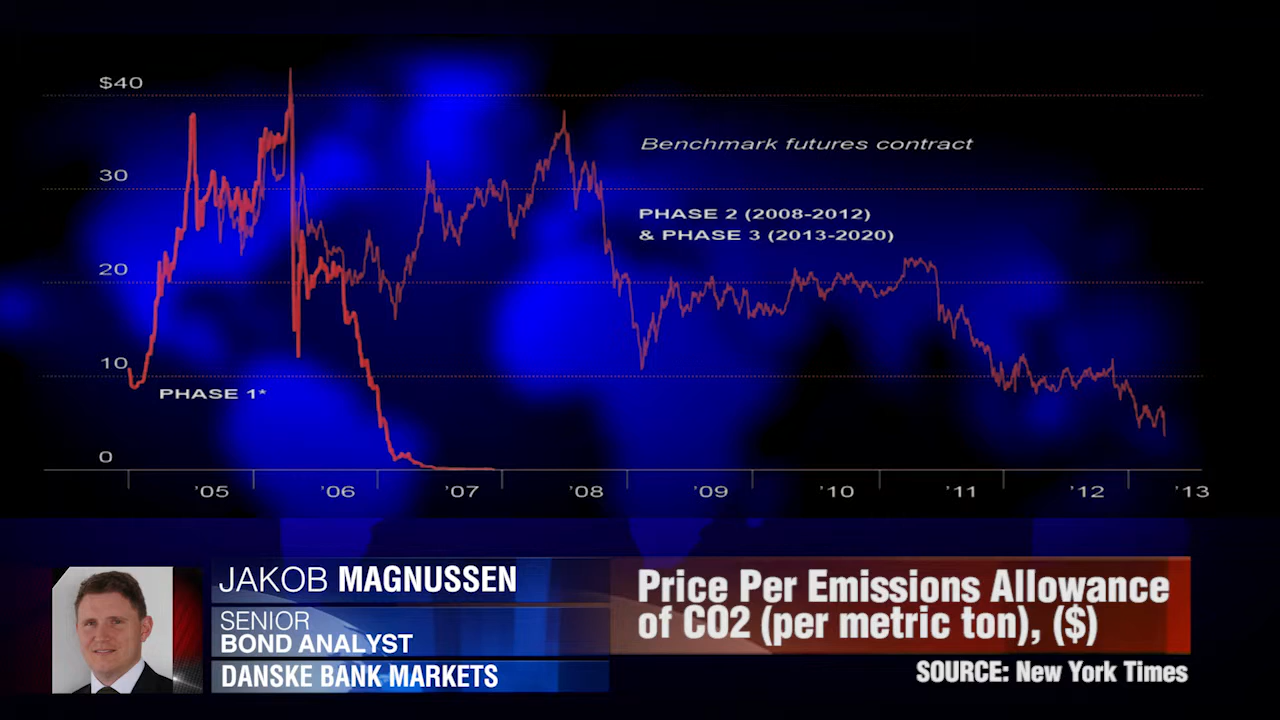 $40
Benchmark futures contract
30
PHASE 2 (2008-2012)
& PHASE 3 (2013-2020)
20
10
PHASE 1*
0
'05 '06 '07 '08 '09 '10 '11 '12 '13
JAKOB MAGNUSSEN
SENIOR
BOND ANALYST
DANSKE BANK MARKETS
Price Per Emissions Allowance
of CO2 (per metric ton), ($)
SOURCE: New York Times